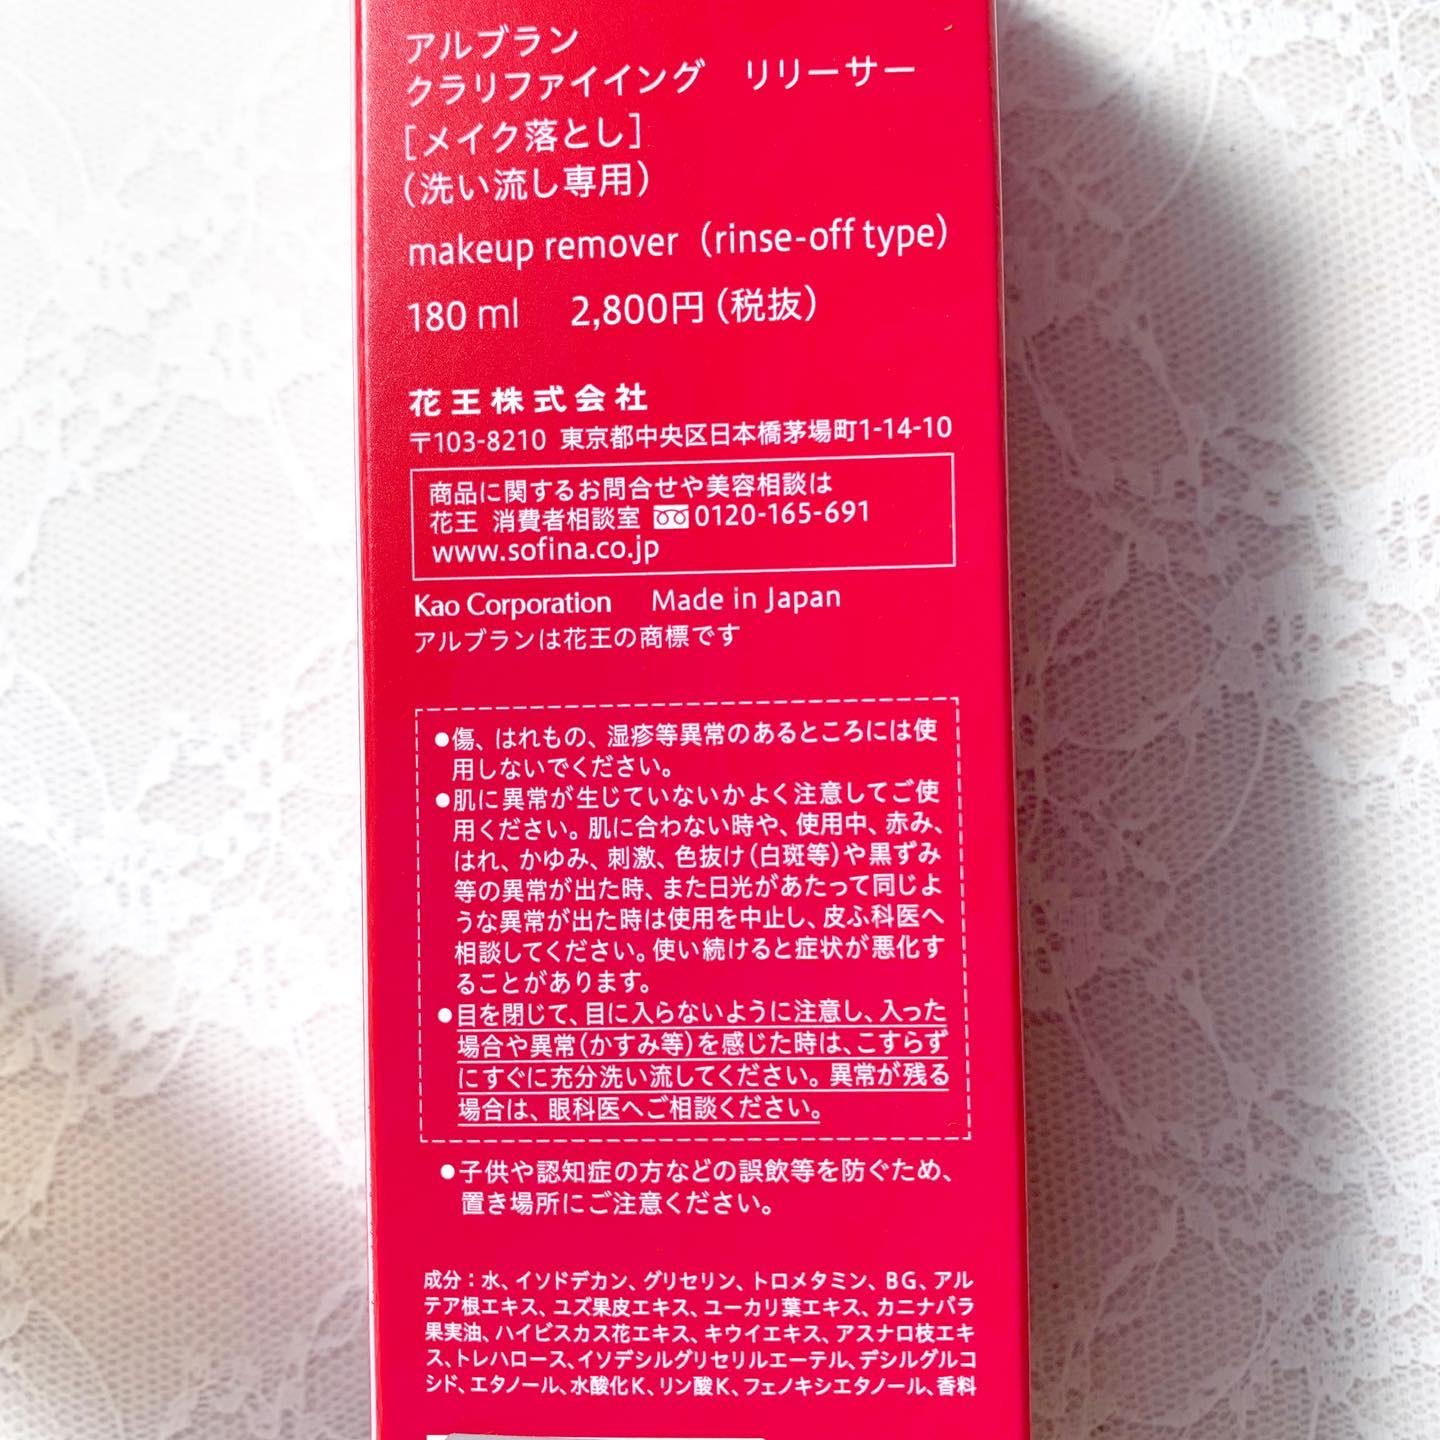 アルブラン
クラリファイイング リリーサー
[メイク落とし]
(洗い流し専用)
makeup remover (rinse-off type)
180 ml 2,800円(税抜)
花王株式会社
〒103-8210 東京都中央区日本橋茅場町1-14-10
商品に関するお問合せや美容相談は
花王 消費者相談室 0120-165-691
www.sofina.co.jp
Kao Corporation Made in Japan
アルブランは花王の商標です
●傷、はれもの、湿疹等異常のあるところには使
用しないでください。
●肌に異常が生じていないかよく注意してご使
用ください。肌に合わない時や、使用中、赤み、
はれ、かゆみ、刺激、色抜け(白斑等)や黒ずみ
等の異常が出た時、また日光があたって同じよ
うな異常が出た時は使用を中止し、皮ふ科医へ
相談してください。使い続けると症状が悪化す
ることがあります。
●目を閉じて、目に入らないように注意し、入った
場合や異常(かすみ等)を感じた時は、こすらず
にすぐに充分洗い流してください。異常が残る
場合は、眼科医へご相談ください。
●子供や認知症の方などの誤飲等を防ぐため、
置き場所にご注意ください。
成分：水、イソドデカン、グリセリン、トロメタミン、BG、アル
テア根エキス、ユズ果皮エキス、ユーカリ葉エキス、カニナバラ
果実油、ハイビスカス花エキス、キウイエキス、アスナロ枝エキ
ス、トレハロース、イソデシルグリセリルエーテル、デシルグルコ
シド、エタノール、水酸化K、リン酸K、フェノキシエタノール、香料